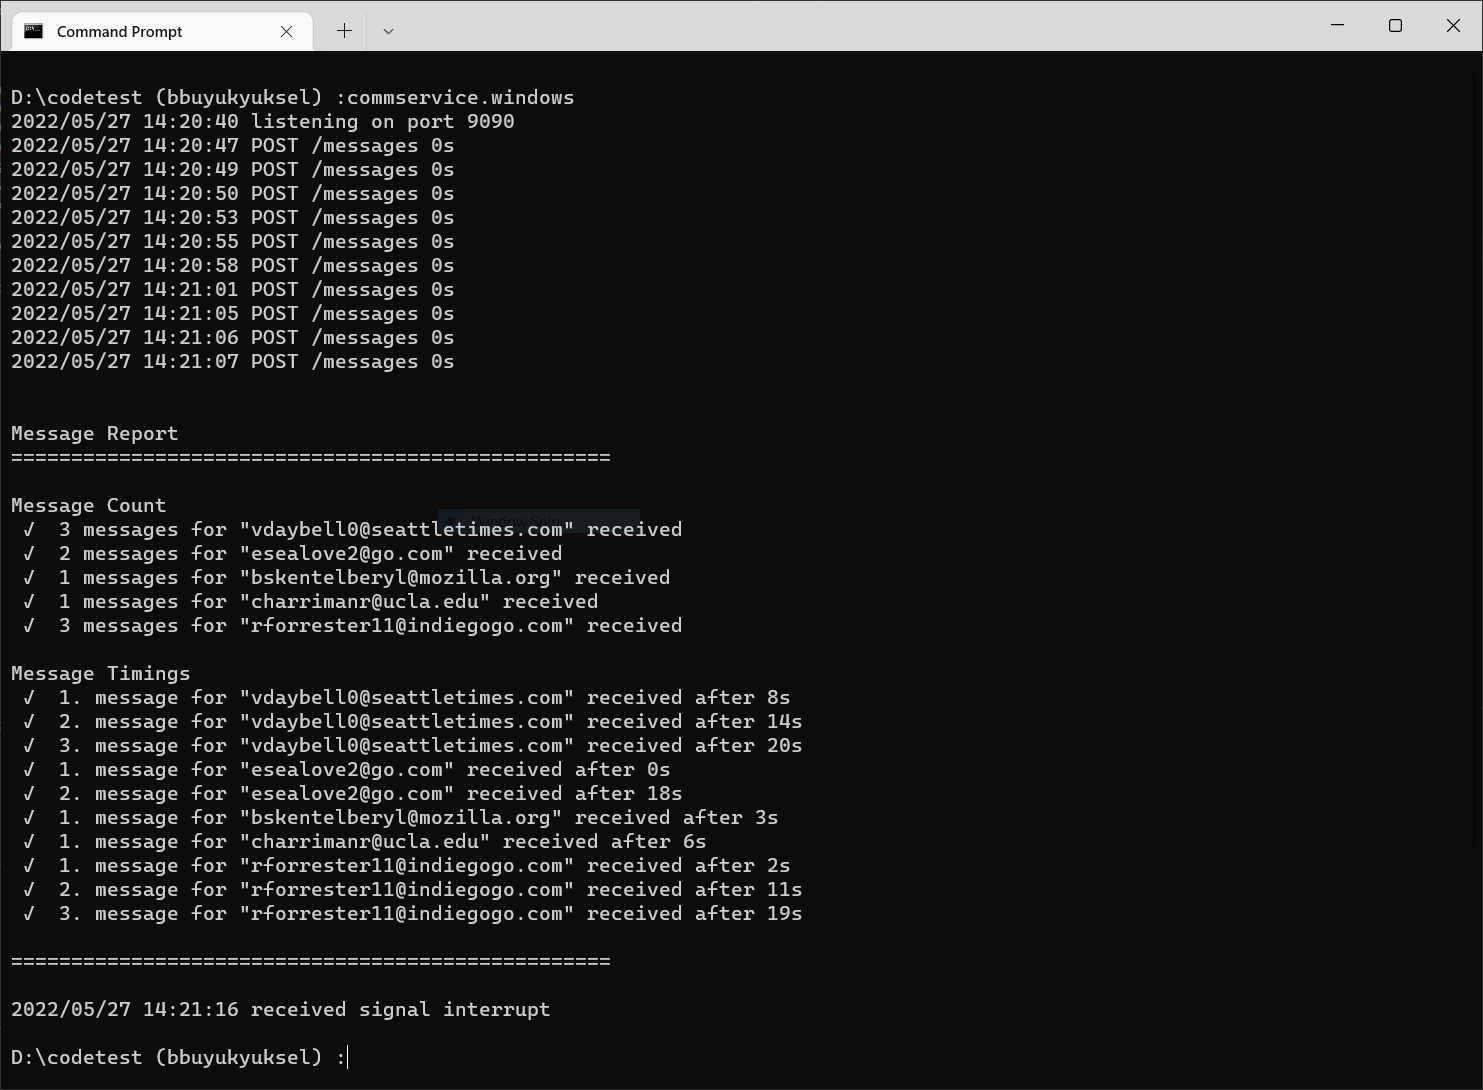 Command Prompt
D:\codetest (bbuyukyuksel) :commservice.windows
2022/05/27 14:20:40 listening on port 9090
2022/05/27 14:20:47 POST /messages 0s
2022/05/27 14:20:49 POST /messages 0s
2022/05/27 14:20:50 POST /messages 0s
2022/05/27 14:20:53 POST /messages 0s
2022/05/27 14:20:55 POST /messages 0s
2022/05/27 14:20:58 POST /messages 0s
2022/05/27 14:21:01 POST /messages 0s
2022/05/27 14:21:05 POST /messages 0s
2022/05/27 14:21:06 POST /messages 0s
2022/05/27 14:21:07 POST /messages 0s
Message Report
==================================================
Message Count
√  3 messages for "vdaybell0@seattletimes.com" received
√  2 messages for "esealove2@go.com" received
√  1 messages for "bskentelberyl@mozilla.org" received
√  1 messages for "charrimanr@ucla.edu" received
√  3 messages for "rforrester11@indiegogo.com" received
Message Timings
√  1. message for "vdaybell0@seattletimes.com" received after 8s
√  2. message for "vdaybell0@seattletimes.com" received after 14s
√  3. message for "vdaybell0@seattletimes.com" received after 20s
√  1. message for "esealove2@go.com" received after 0s
√  2. message for "esealove2@go.com" received after 18s
√  1. message for "bskentelberyl@mozilla.org" received after 3s
√  1. message for "charrimanr@ucla.edu" received after 6s
√  1. message for "rforrester11@indiegogo.com" received after 2s
√  2. message for "rforrester11@indiegogo.com" received after 11s
√  3. message for "rforrester11@indiegogo.com" received after 19s
==================================================
2022/05/27 14:21:16 received signal interrupt
D:\codetest (bbuyukyuksel) :